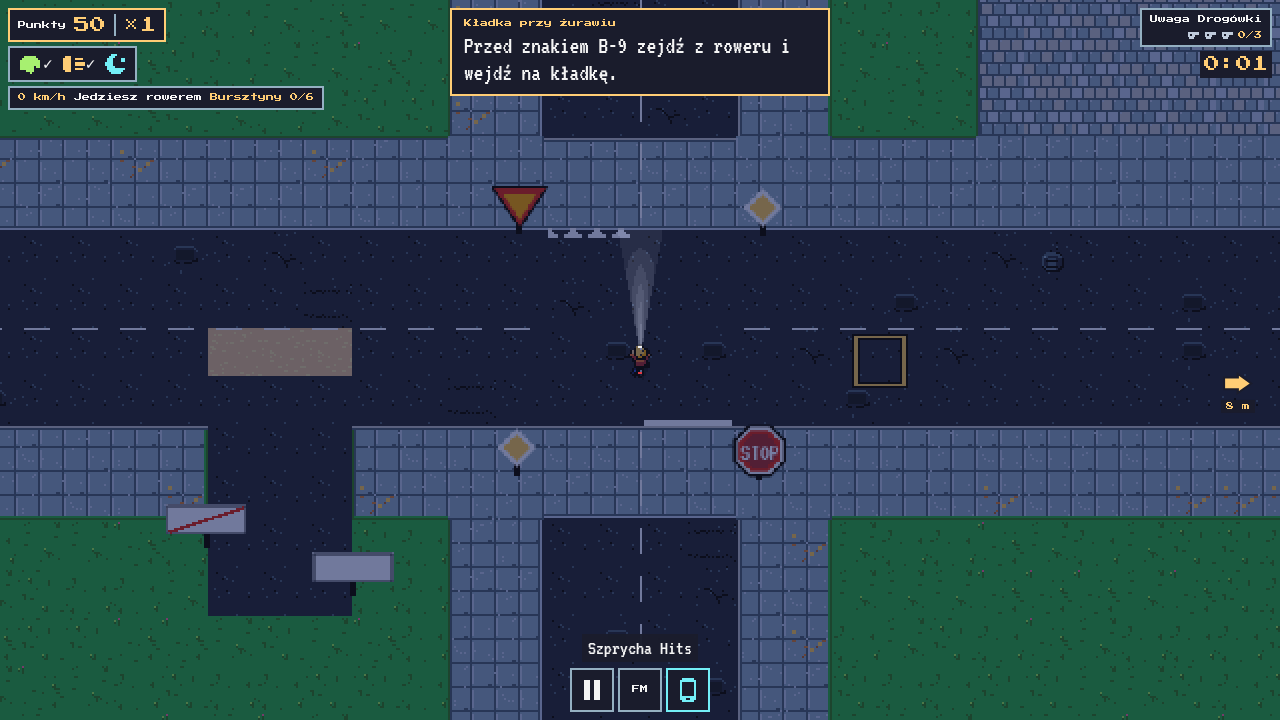 Punkty 50 ×1
Kładka przy żurawiu
Przed znakiem B-9 zejdź z roweru i
wejdź na kładkę.
Uwaga Drogówki
0/3
0:01
0 km/h Jedziesz rowerem Bursztyny 0/6
8 m
STOP
Szprycha Hits
FM